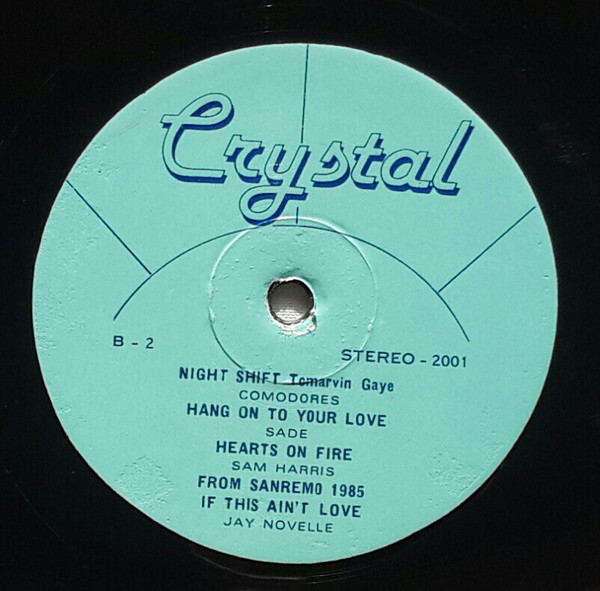 Crystal
B - 2
STEREO - 2001
NIGHT SHIFT Tomarvin Gaye
COMODORES
HANG ON TO YOUR LOVE
SADE
HEARTS ON FIRE
SAM HARRIS
FROM SANREMO 1985
IF THIS AIN'T LOVE
JAY NOVELLE